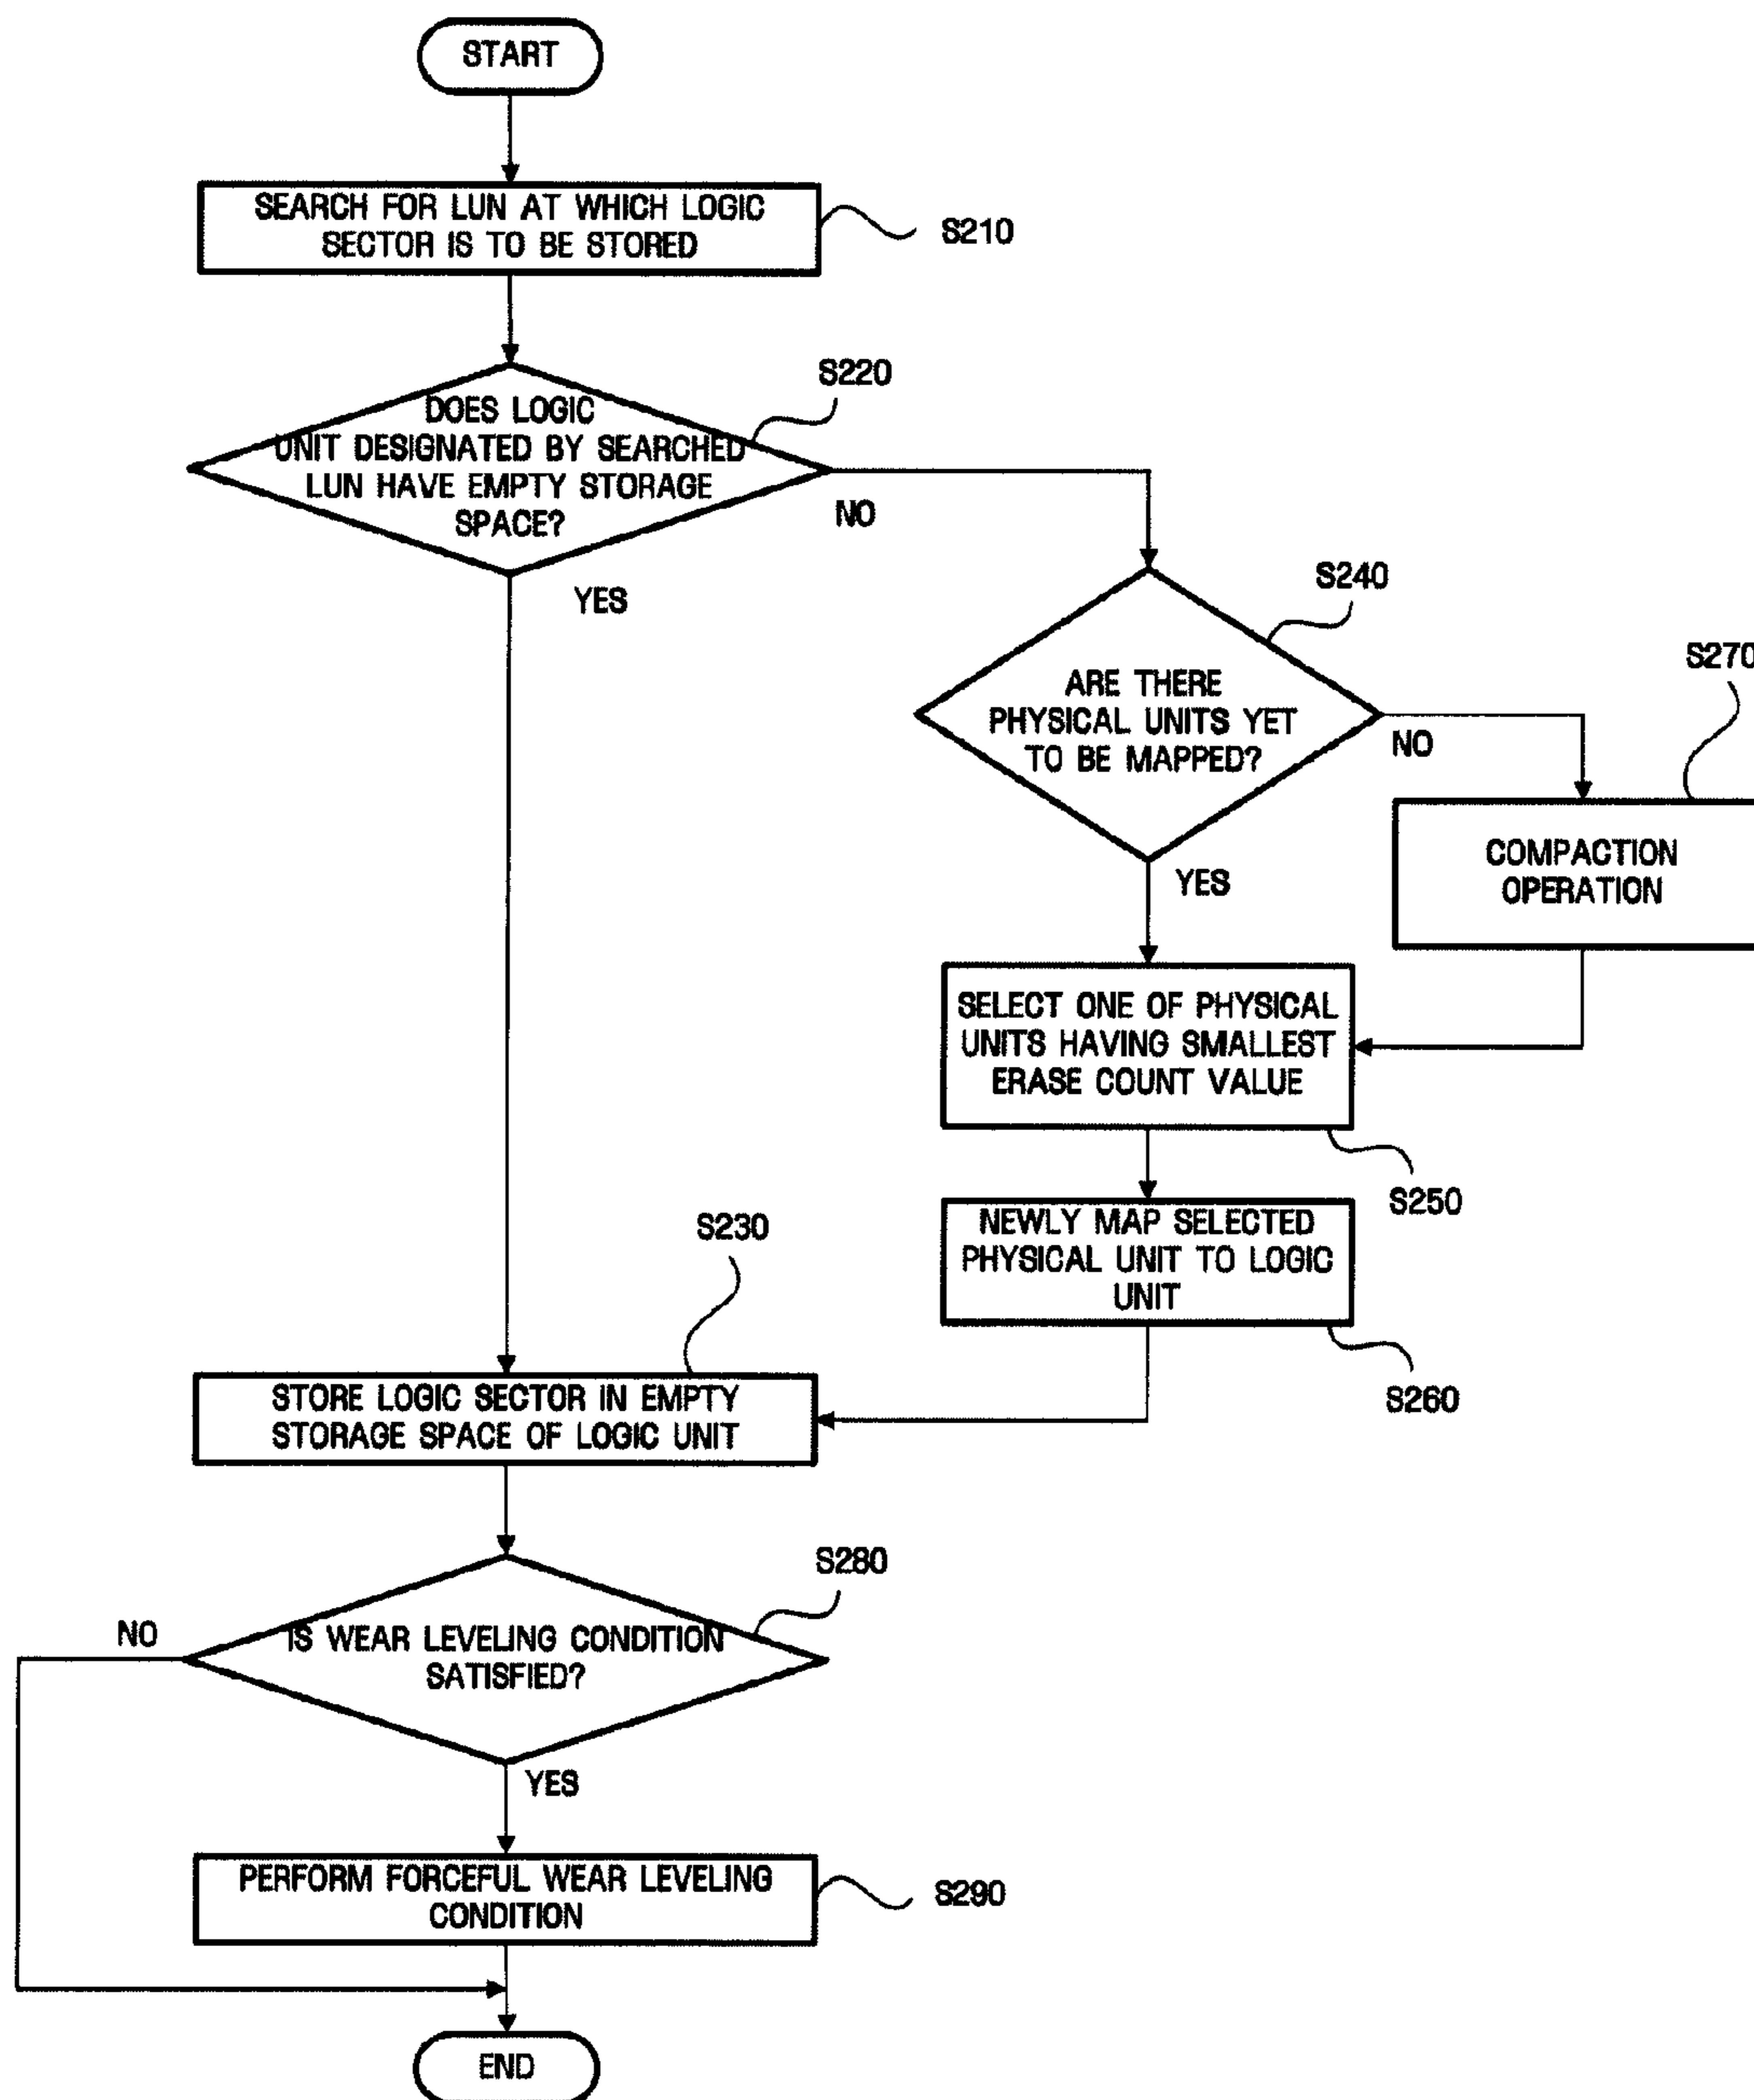 START
SEARCH FOR LUN AT WHICH LOGIC
SECTOR IS TO BE STORED
S210
S220
DOES LOGIC
UNIT DESIGNATED BY SEARCHED
LUN HAVE EMPTY STORAGE
SPACE?
NO
YES
S240
ARE THERE
PHYSICAL UNITS YET
TO BE MAPPED?
NO
YES
S270
COMPACTION
OPERATION
SELECT ONE OF PHYSICAL
UNITS HAVING SMALLEST
ERASE COUNT VALUE
S250
NEWLY MAP SELECTED
PHYSICAL UNIT TO LOGIC
UNIT
S260
S230
STORE LOGIC SECTOR IN EMPTY
STORAGE SPACE OF LOGIC UNIT
S280
IS WEAR LEVELING CONDITION
SATISFIED?
NO
YES
PERFORM FORCEFUL WEAR LEVELING
CONDITION
S290
END